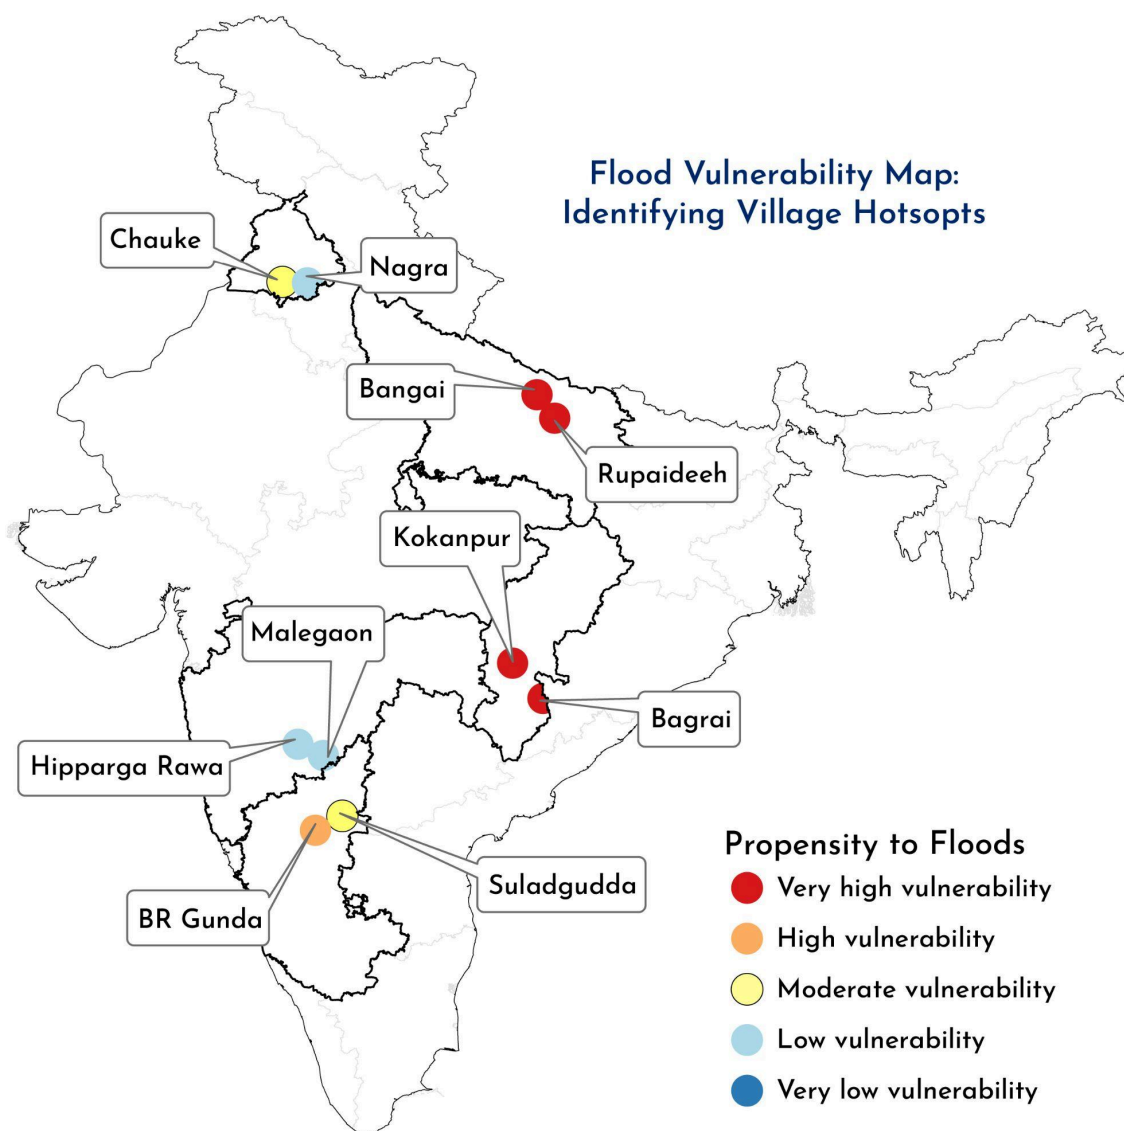 Flood Vulnerability Map:
Identifying Village Hotsopts
Chauke
Nagra
Bangai
Rupaideeh
Kokanpur
Malegaon
Bagrai
Hipparga Rawa
Suladgudda
BR Gunda
Propensity to Floods
Very high vulnerability
High vulnerability
Moderate vulnerability
Low vulnerability
Very low vulnerability